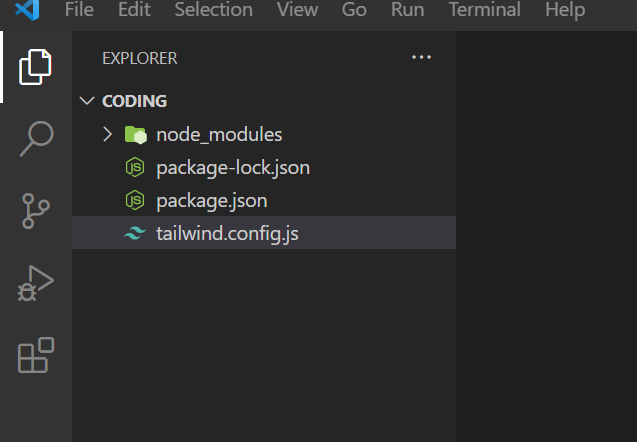 File Edit Selection View Go Run Terminal Help
EXPLORER ...
CODING
node_modules
package-lock.json
package.json
tailwind.config.js